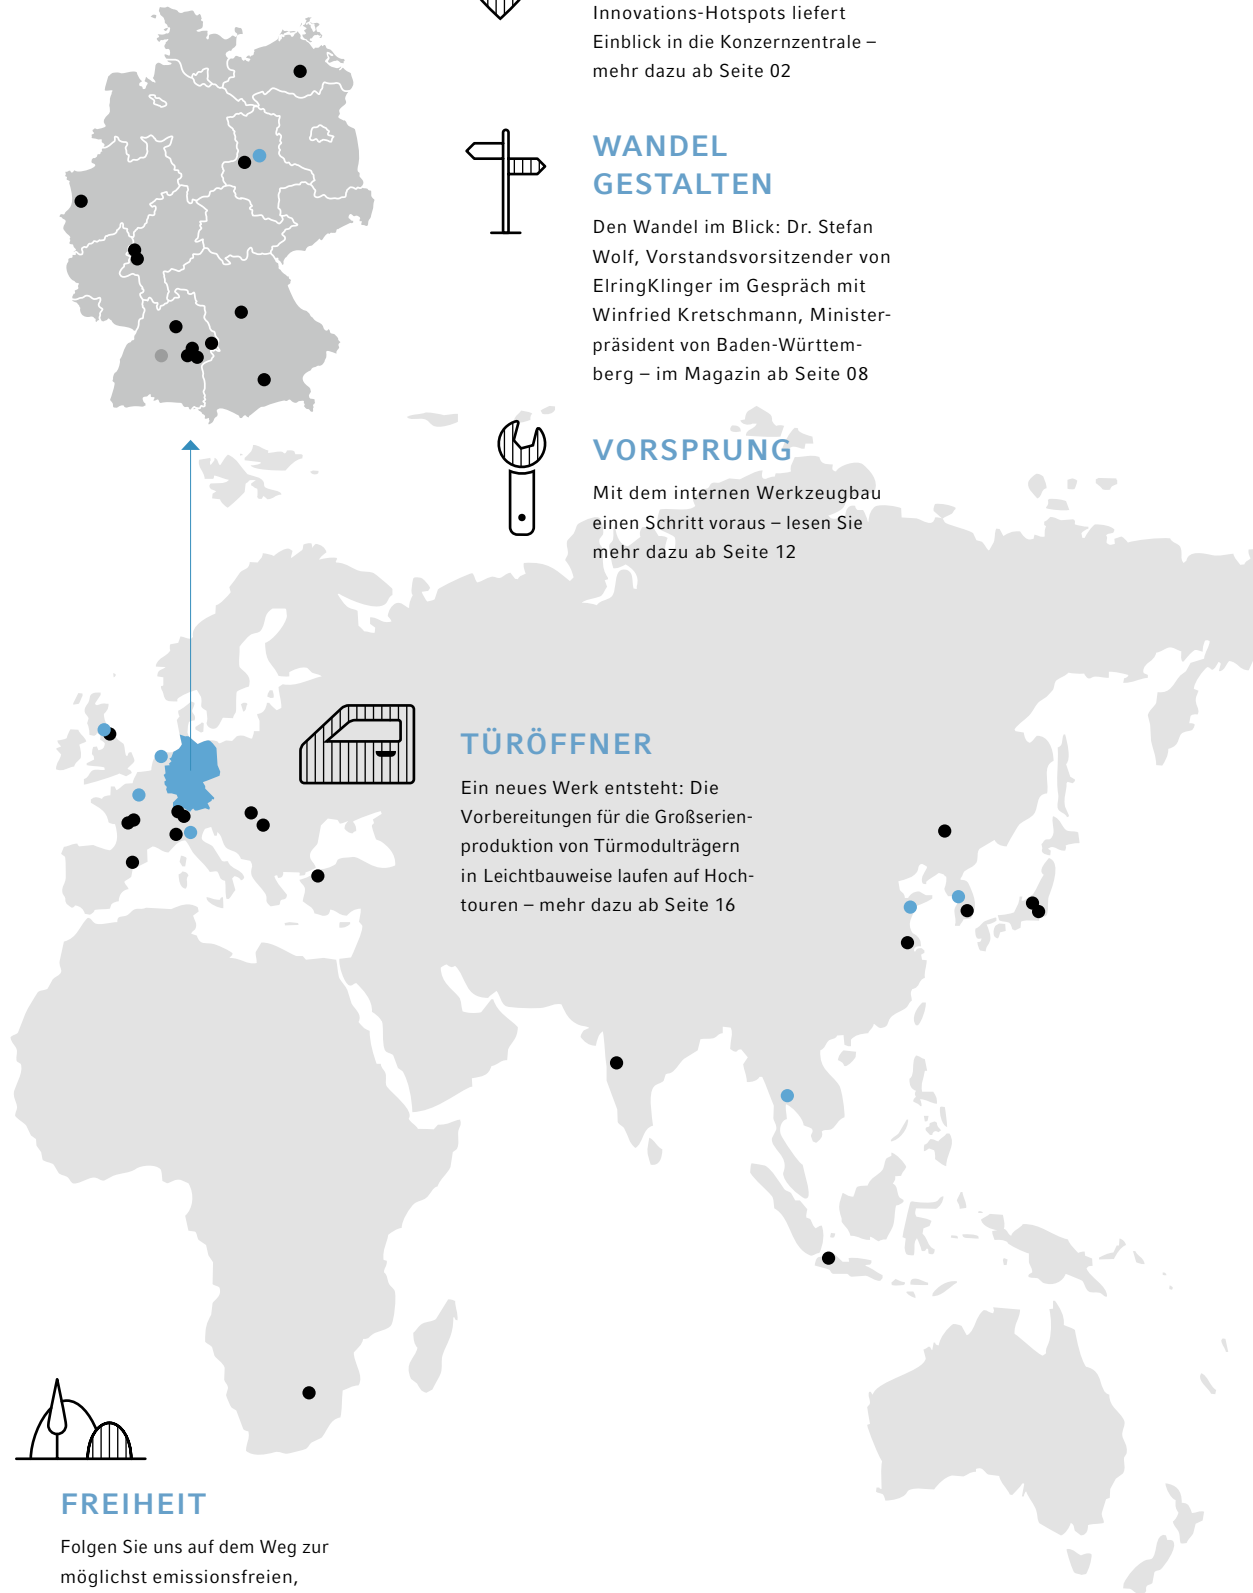 Innovations-Hotspots liefert
Einblick in die Konzernzentrale –
mehr dazu ab Seite 02
WANDEL
GESTALTEN
Den Wandel im Blick: Dr. Stefan
Wolf, Vorstandsvorsitzender von
ElringKlinger im Gespräch mit
Winfried Kretschmann, Minister-
präsident von Baden-Württem-
berg – im Magazin ab Seite 08
VORSPRUNG
Mit dem internen Werkzeugbau
einen Schritt voraus – lesen Sie
mehr dazu ab Seite 12
TÜRÖFFNER
Ein neues Werk entsteht: Die
Vorbereitungen für die Großserien-
produktion von Türmodulträgern
in Leichtbauweise laufen auf Hoch-
touren – mehr dazu ab Seite 16
FREIHEIT
Folgen Sie uns auf dem Weg zur
möglichst emissionsfreien,